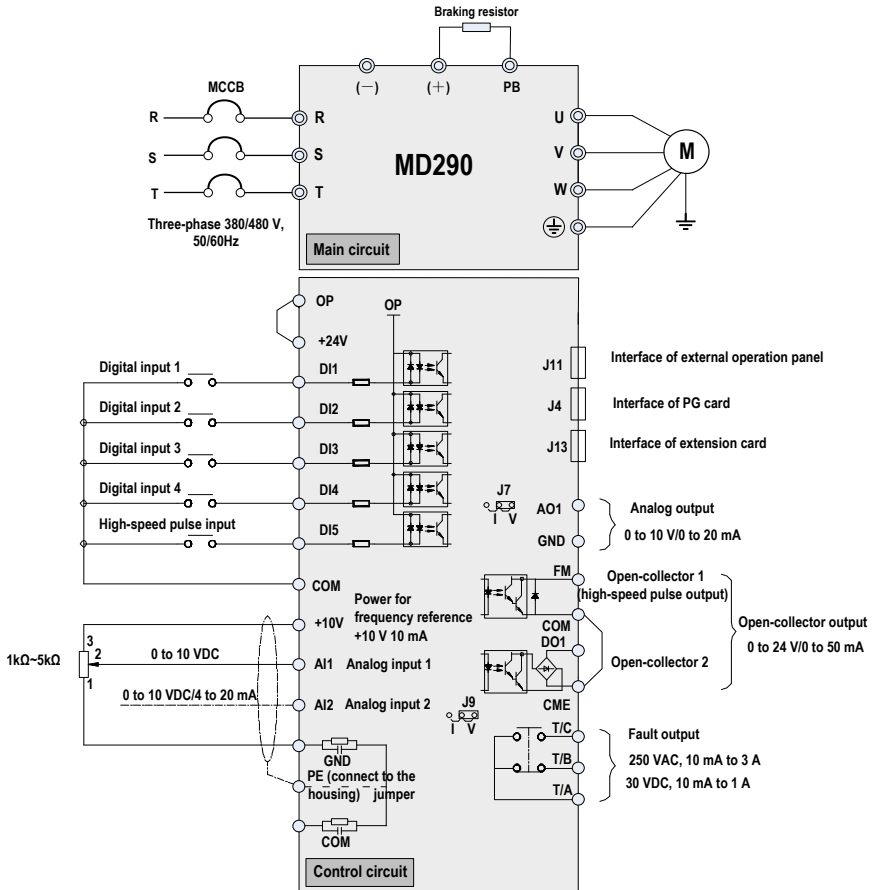 Braking resistor
(—) (+) PB
MCCB
R R
S S
T T
MD290
U
V
W
M
Three-phase 380/480 V,
50/60Hz
Main circuit
OP
OP
+24V
Digital input 1 DI1
Digital input 2 DI2
Digital input 3 DI3
Digital input 4 DI4
High-speed pulse input DI5
COM
J11 Interface of external operation panel
J4 Interface of PG card
J13 Interface of extension card
J7
I V
AO1
GND
Analog output
0 to 10 V/0 to 20 mA
FM
Open-collector 1
(high-speed pulse output)
COM
DO1
Open-collector 2
CME
Open-collector output
0 to 24 V/0 to 50 mA
+10V
Power for
frequency reference
+10 V 10 mA
1kΩ~5kΩ
3
2
1
0 to 10 VDC
AI1 Analog input 1
0 to 10 VDC/4 to 20 mA
AI2 Analog input 2
J9
I V
GND
PE (connect to the
housing) jumper
COM
T/C
T/B
T/A
Fault output
250 VAC, 10 mA to 3 A
30 VDC, 10 mA to 1 A
Control circuit